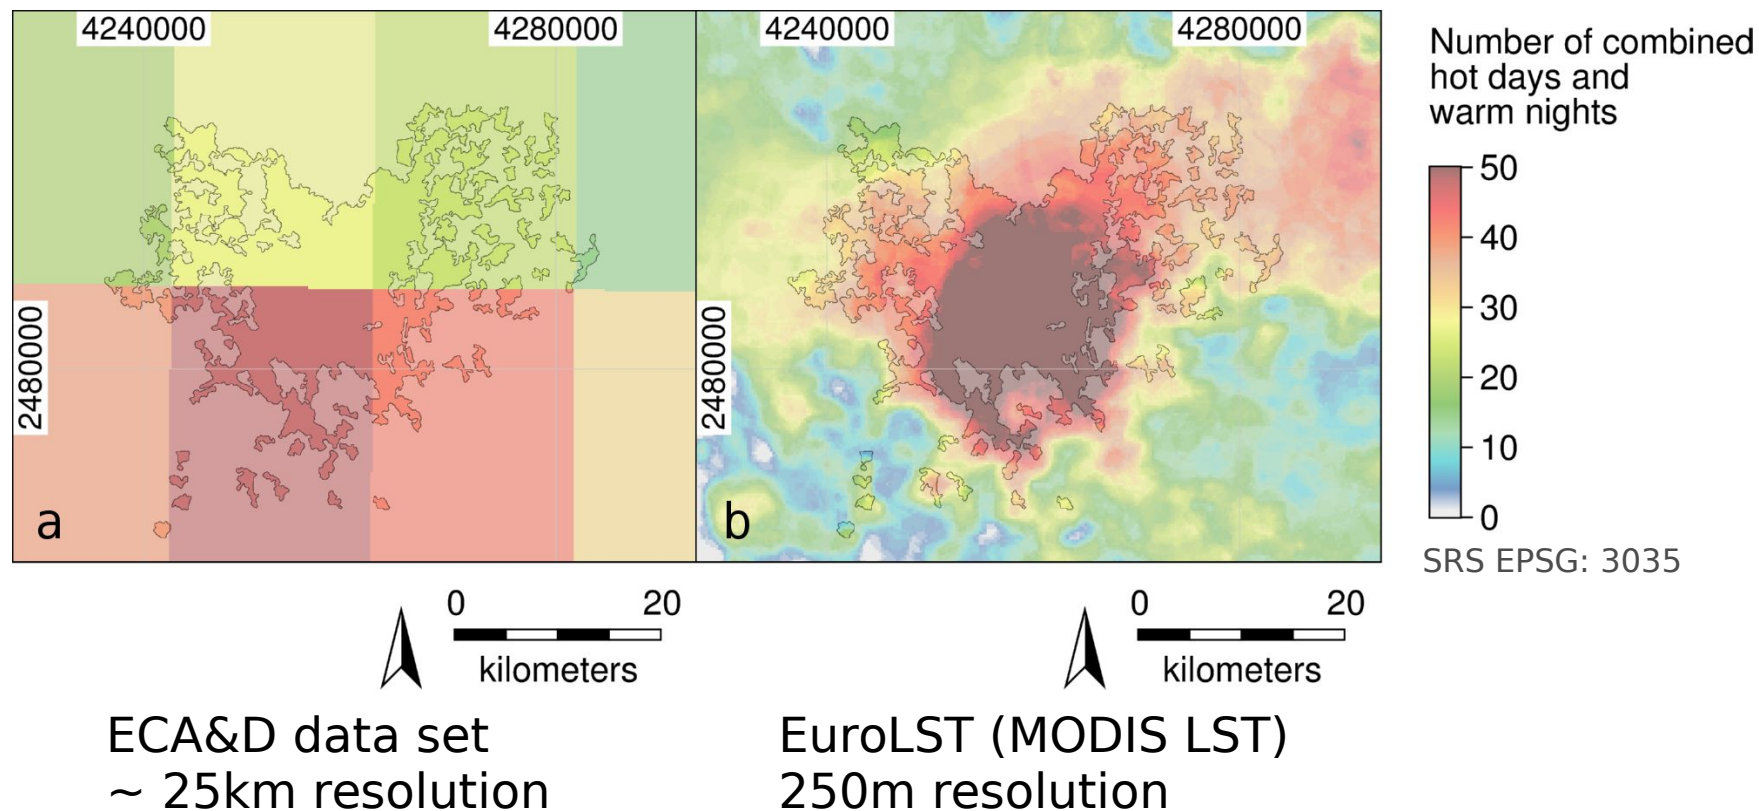 4240000
4280000
4240000
4280000
2480000
2480000
a
b
Number of combined
hot days and
warm nights
50
40
30
20
10
0
SRS EPSG: 3035
0
20
kilometers
0
20
kilometers
ECA&D data set
~ 25km resolution
EuroLST (MODIS LST)
250m resolution